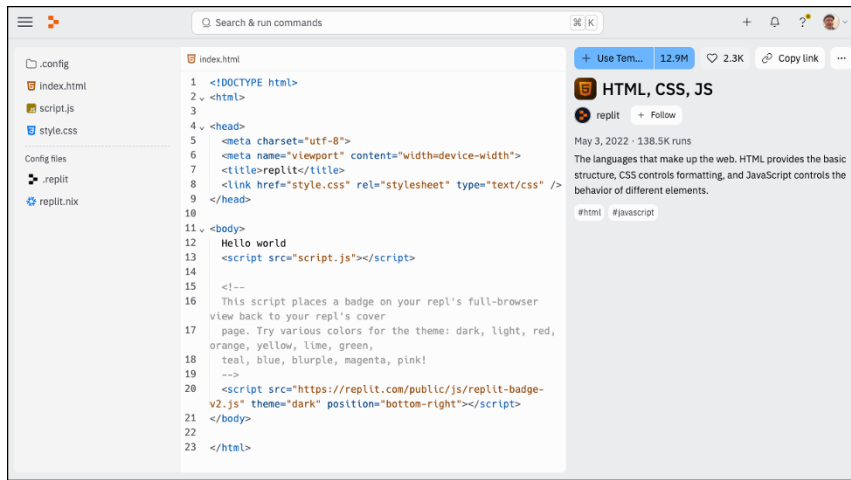 Search & run commands
⌘ K
+
?
.config
index.html
script.js
style.css
Config files
.replit
replit.nix
index.html
1 <!DOCTYPE html>
2 <html>
3
4 <head>
5 <meta charset="utf-8">
6 <meta name="viewport" content="width=device-width">
7 <title>replit</title>
8 <link href="style.css" rel="stylesheet" type="text/css" />
9 </head>
10
11 <body>
12 Hello world
13 <script src="script.js"></script>
14
15 <!--
16 This script places a badge on your repl's full-browser
view back to your repl's cover
17 page. Try various colors for the theme: dark, light, red,
orange, yellow, lime, green,
18 teal, blue, blurple, magenta, pink!
19 -->
20 <script src="https://replit.com/public/js/replit-badge-
v2.js" theme="dark" position="bottom-right"></script>
21 </body>
22
23 </html>
+ Use Tem... 12.9M 2.3K Copy link ...
HTML, CSS, JS
replit + Follow
May 3, 2022 · 138.5K runs
The languages that make up the web. HTML provides the basic
structure, CSS controls formatting, and JavaScript controls the
behavior of different elements.
#html #javascript